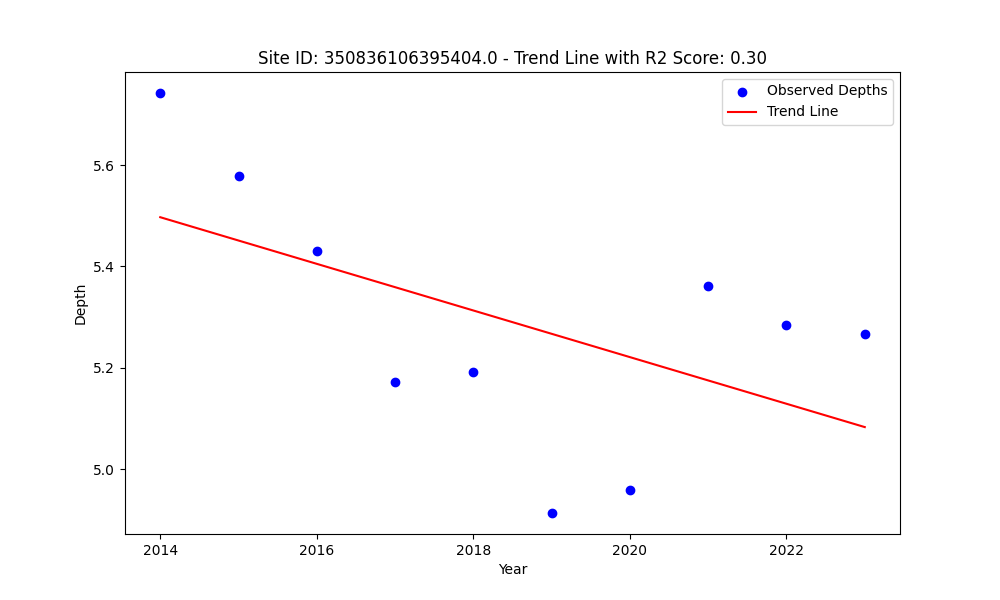 Site ID: 350836106395404.0 - Trend Line with R2 Score: 0.30
Observed Depths
Trend Line
5.6
5.4
5.2
5.0
Depth
2014
2016
2018
2020
2022
Year